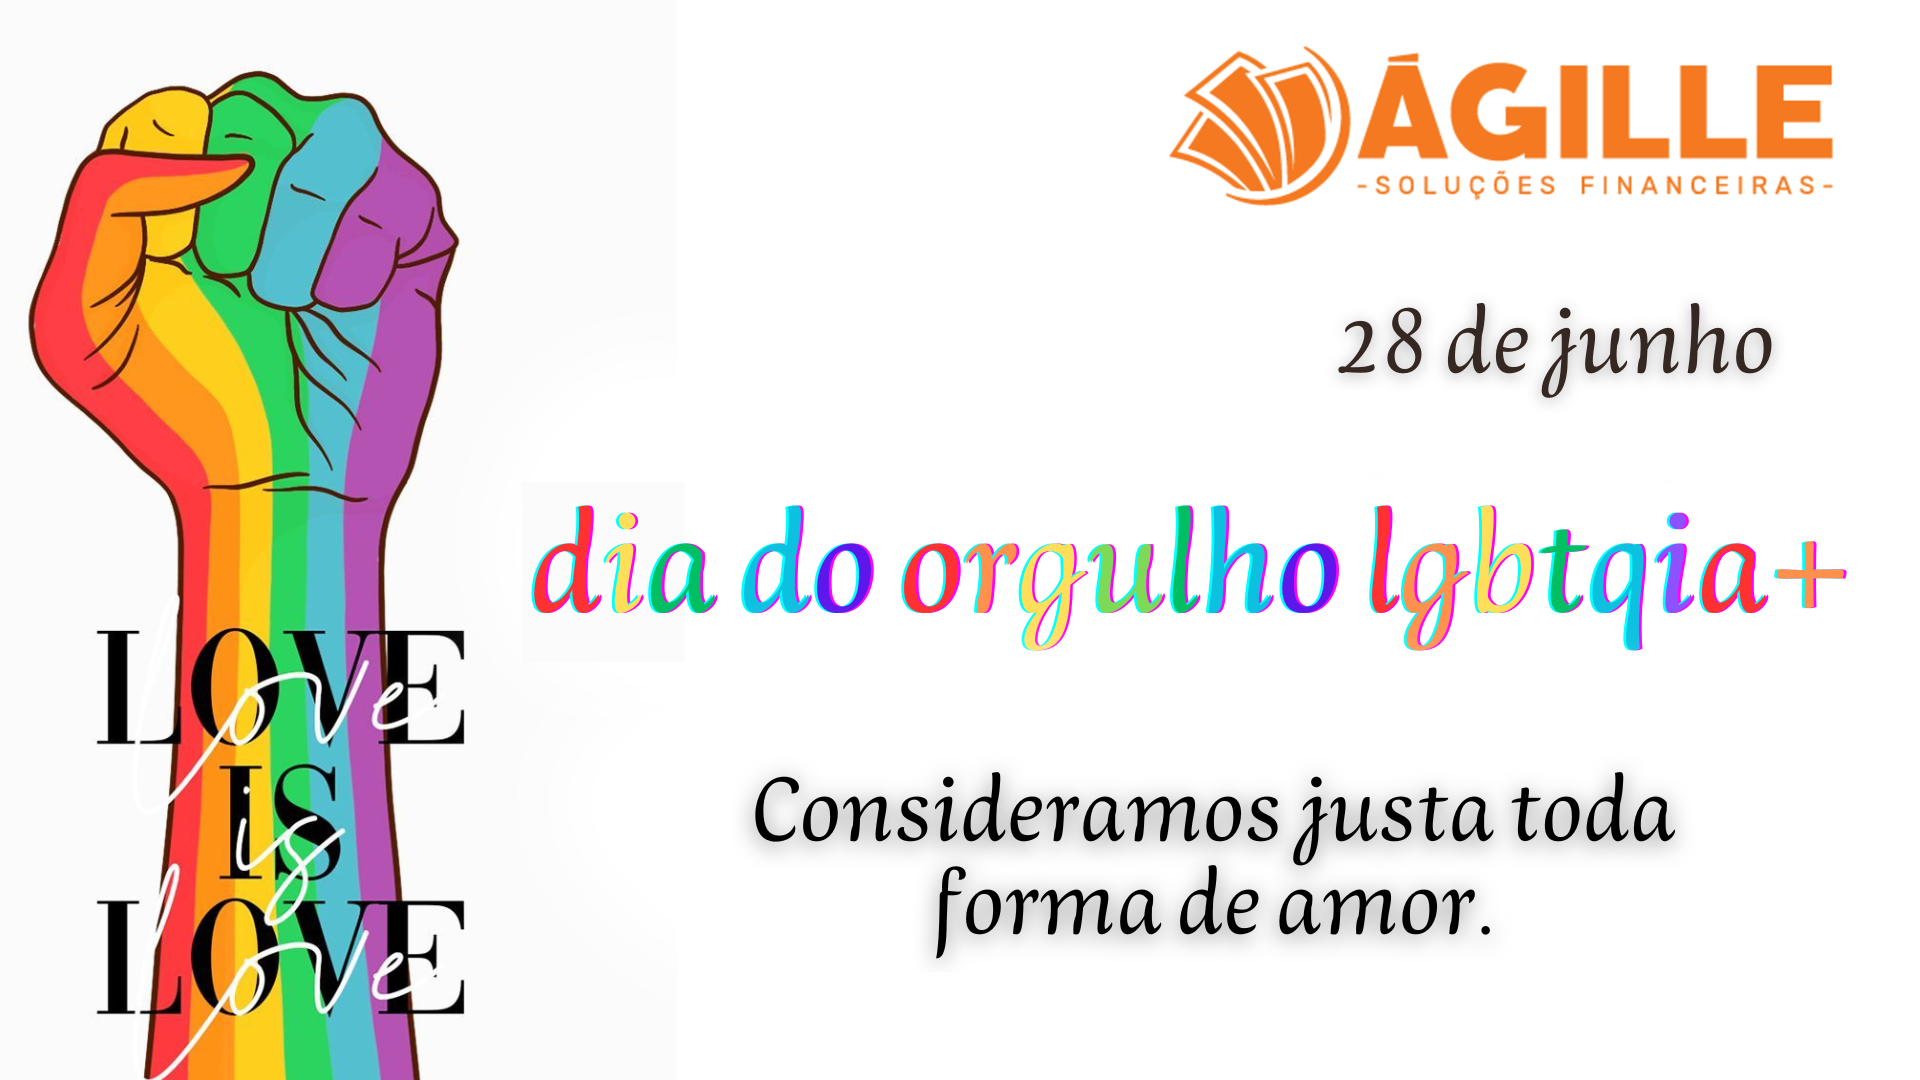 ÁGILLE
-SOLUÇÕES FINANCEIRAS-
28 de junho
dia do orgulho lgbtqia+
LOVE
love
IS
is
LOVE
love
Consideramos justa toda
forma de amor.